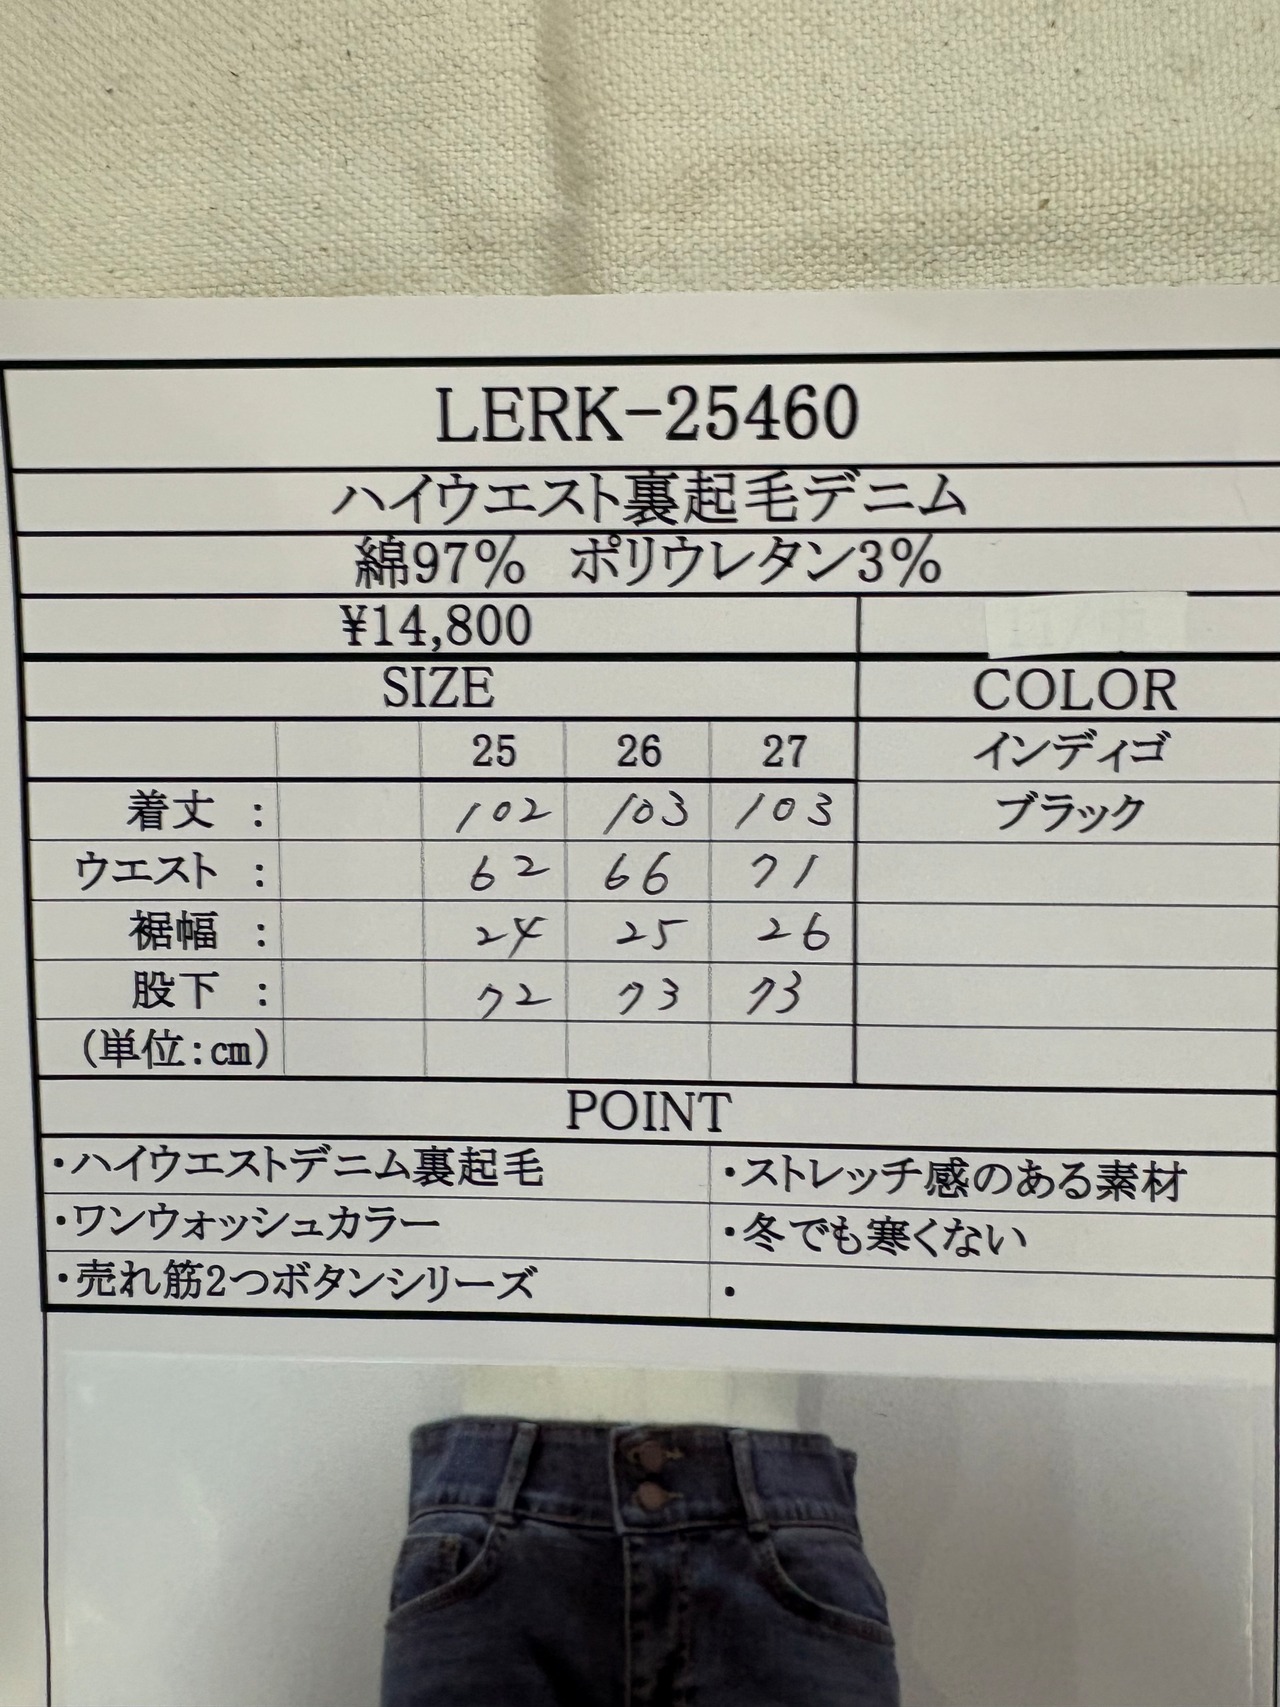 LERK-25460
ハイウエスト裏起毛デニム
綿97% ポリウレタン3%
¥14,800
SIZE COLOR
25 26 27 インディゴ
着丈 : 102 103 103 ブラック
ウエスト : 62 66 71
裾幅 : 24 25 26
股下 : 72 73 73
(単位:cm)
POINT
・ハイウエストデニム裏起毛 ・ストレッチ感のある素材
・ワンウォッシュカラー ・冬でも寒くない
・売れ筋2つボタンシリーズ ・